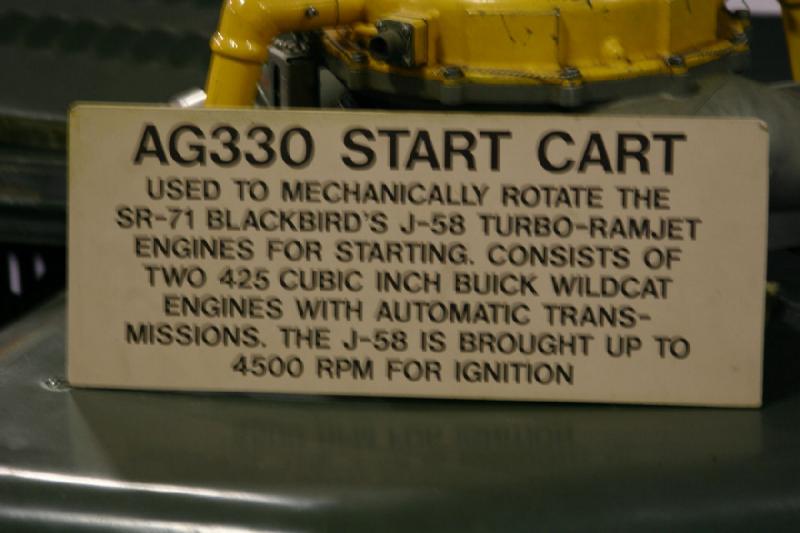 AG330 START CART
USED TO MECHANICALLY ROTATE THE
SR-71 BLACKBIRD'S J-58 TURBO-RAMJET
ENGINES FOR STARTING. CONSISTS OF
TWO 425 CUBIC INCH BUICK WILDCAT
ENGINES WITH AUTOMATIC TRANS-
MISSIONS. THE J-58 IS BROUGHT UP TO
4500 RPM FOR IGNITION